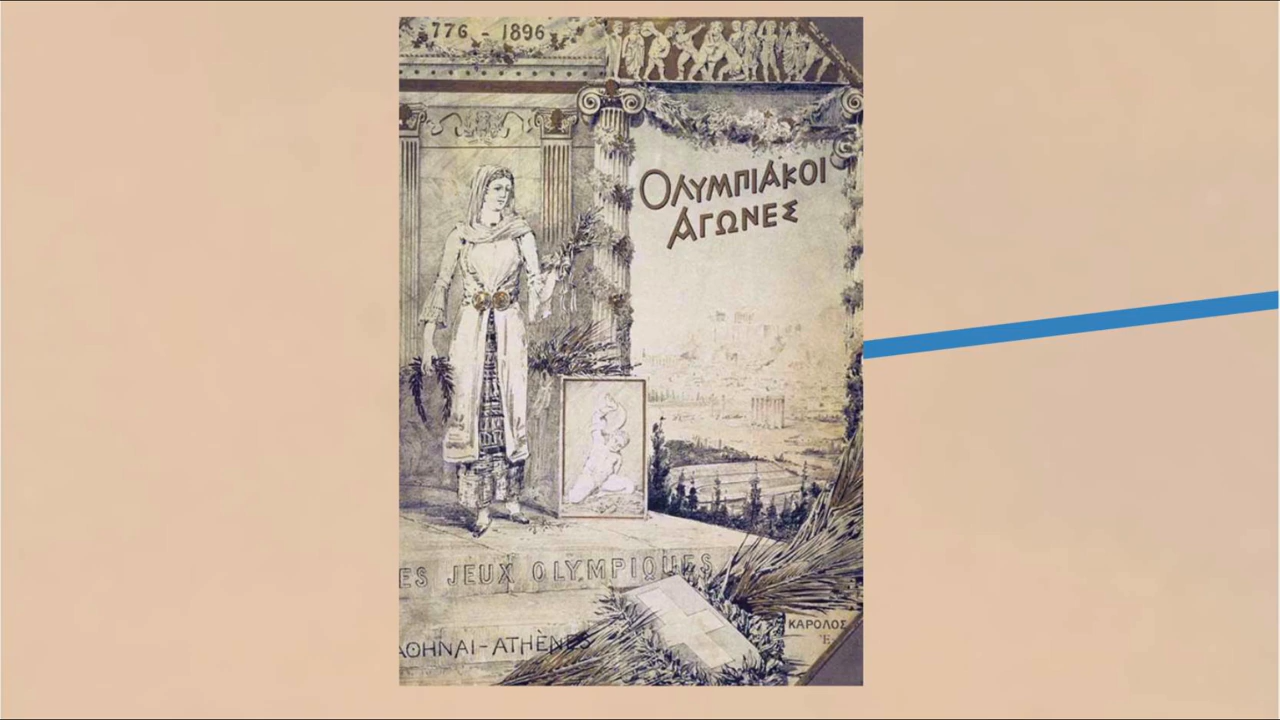 776 - 1896
ΟΛΥΜΠΙΑΚΟΙ
ΑΓΩΝΕΣ
ES JEUX OLYMPIQUES
ΑΘΗΝΑΙ-ATHÈNES
ΚΑΡΟΛΟΣ
Έ